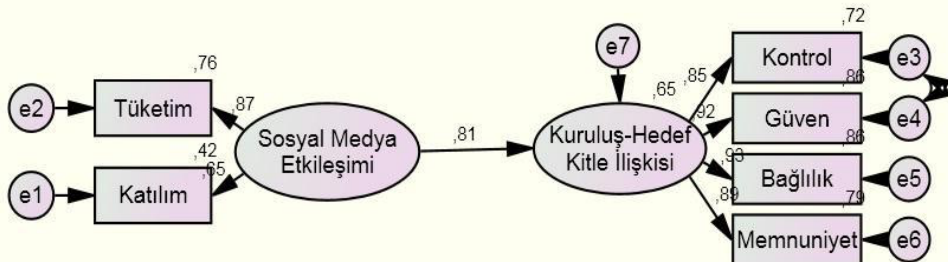 ,72
e7
Kontrol
e3
,76
,85
,86
e2
Tüketim
,87
,65
,92
Güven
e4
Sosyal Medya
Etkileşimi
,81
Kuruluş-Hedef
Kitle İlişkisi
,86
,42
,65
,93
Bağlılık
e5
e1
Katılım
,89
,79
Memnuniyet
e6